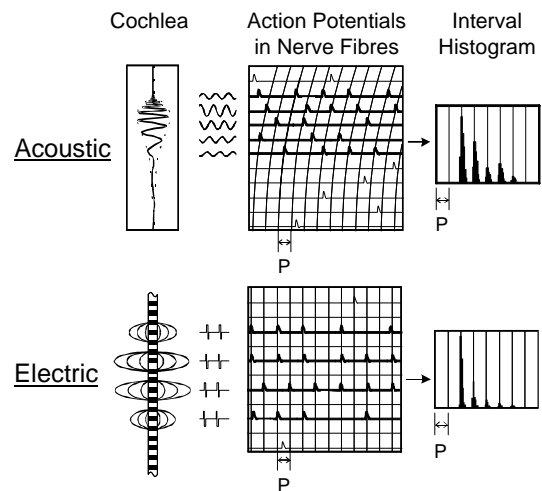 Cochlea
Action Potentials
in Nerve Fibres
Interval
Histogram
Acoustic
P
P
Electric
P
P